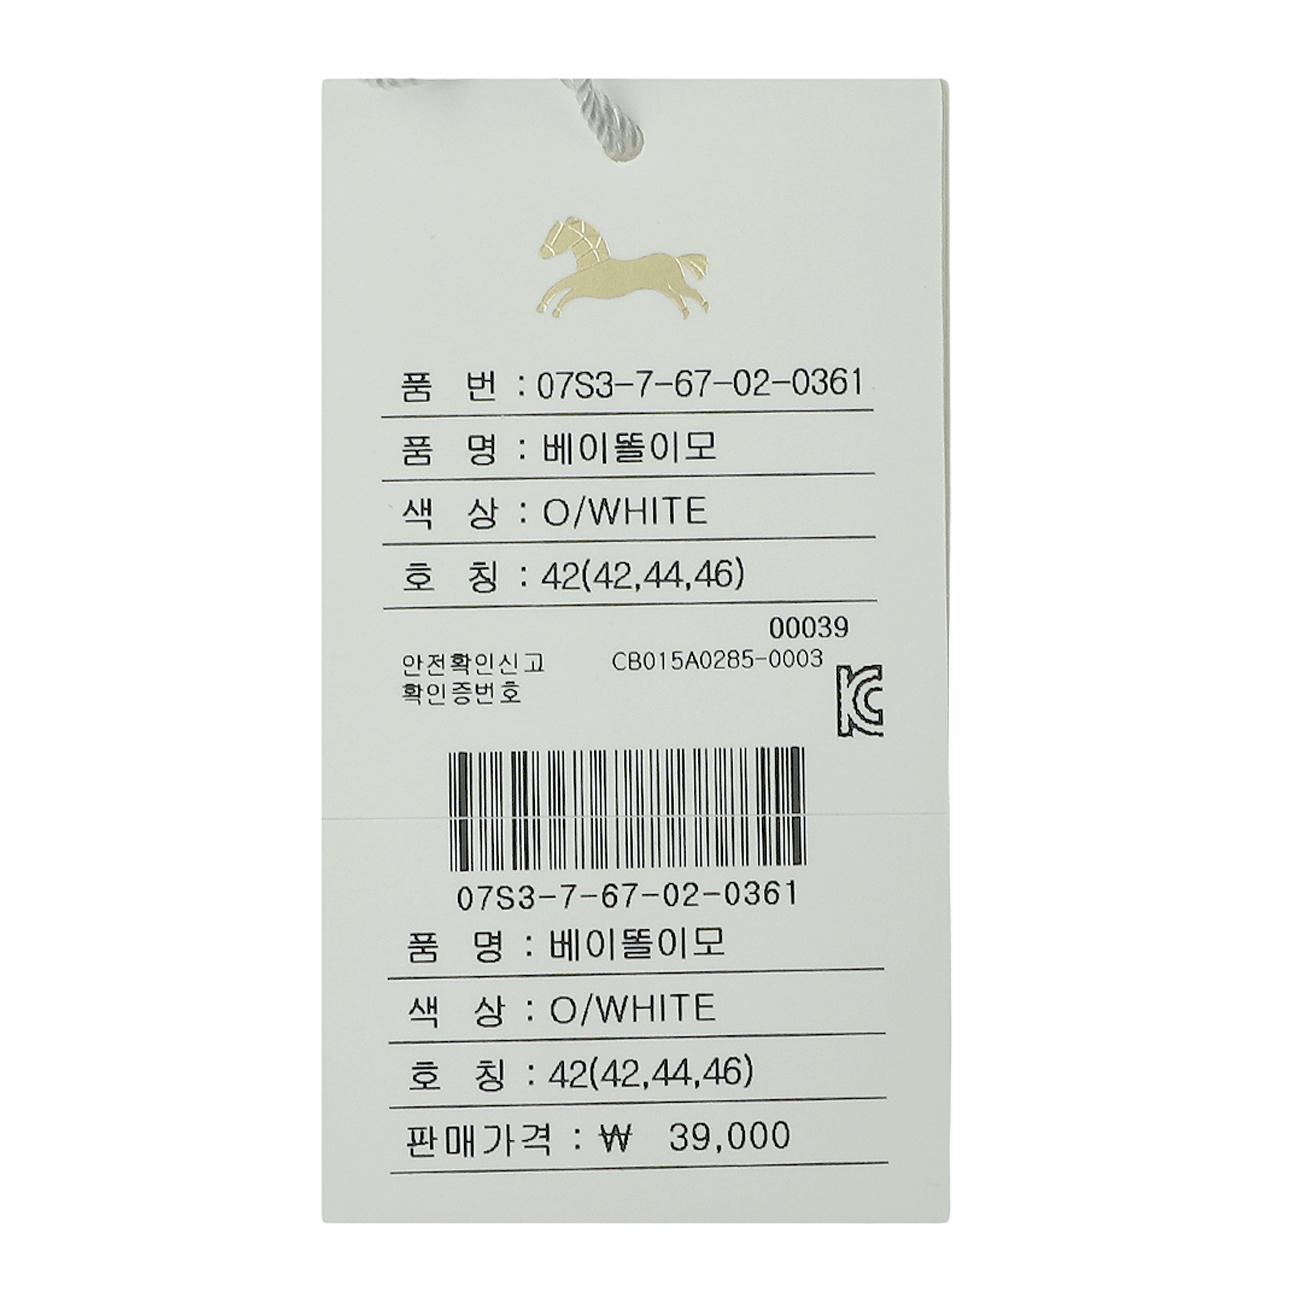 품 번 : 07S3-7-67-02-0361
품 명 : 베이똘이모
색 상 : O/WHITE
호 칭 : 42(42,44,46)
00039
안전확인신고 CB015A0285-0003
확인증번호
KC
07S3-7-67-02-0361
품 명 : 베이똘이모
색 상 : O/WHITE
호 칭 : 42(42,44,46)
판매가격 : ₩ 39,000